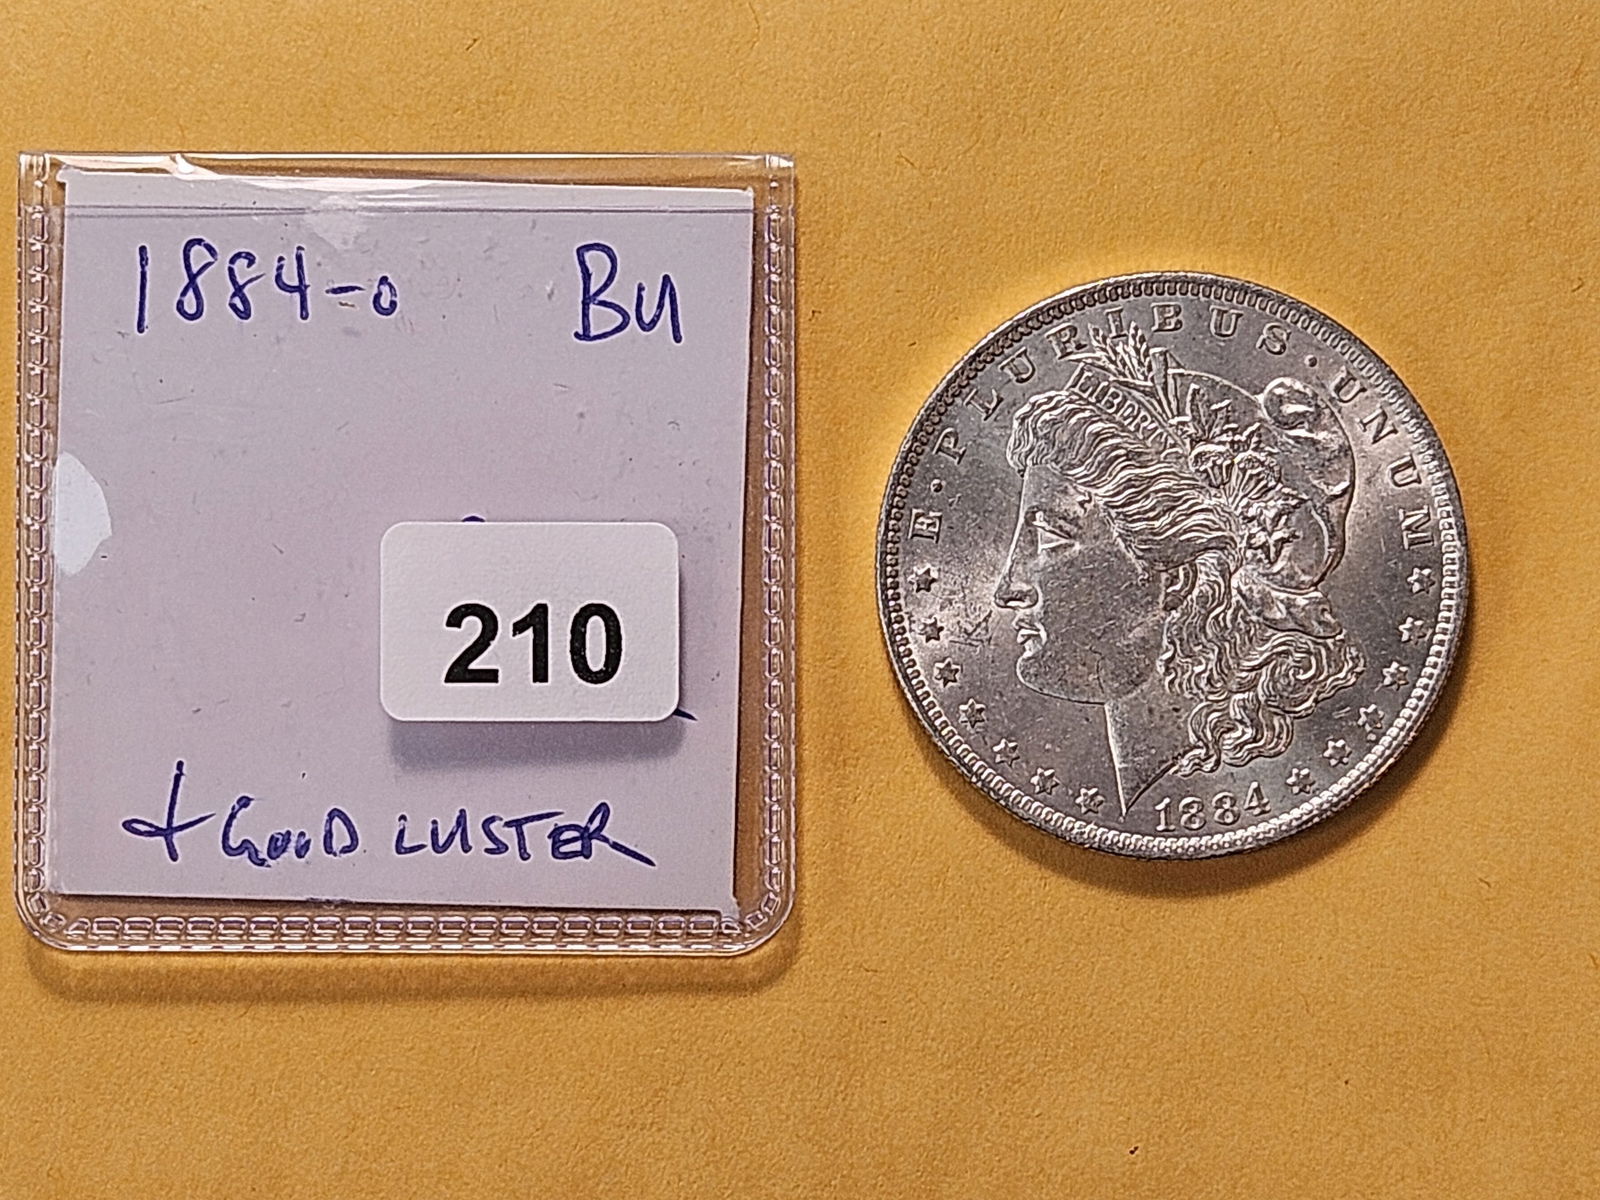 1884-o BU
210
+ GOOD LUSTER
E · PLURIBUS · UNUM
LIBERTY
1884